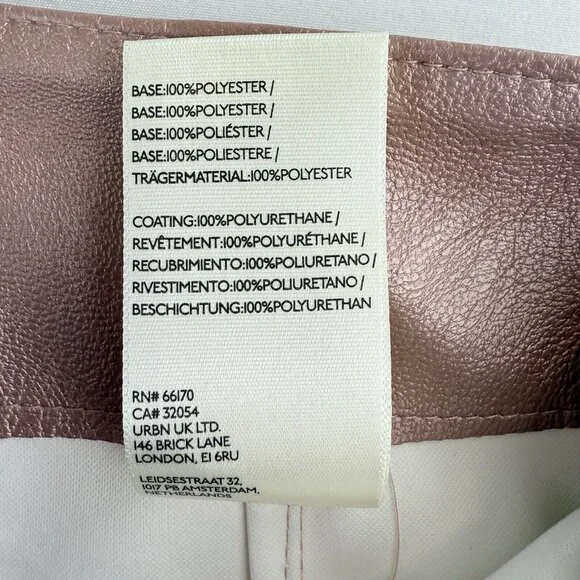 BASE:100%POLYESTER /
BASE:100%POLYESTER /
BASE:100%POLIÉSTER /
BASE:100%POLIESTERE /
TRÄGERMATERIAL:100%POLYESTER
COATING:100%POLYURETHANE /
REVÊTEMENT:100%POLYURÉTHANE /
RECUBRIMIENTO:100%POLIURETANO /
RIVESTIMENTO:100%POLIURETANO /
BESCHICHTUNG:100%POLYURETHAN
RN# 66170
CA# 32054
URBN UK LTD.
146 BRICK LANE
LONDON, E1 6RU
LEIDSESTRAAT 32,
1017 PB AMSTERDAM,
NETHERLANDS